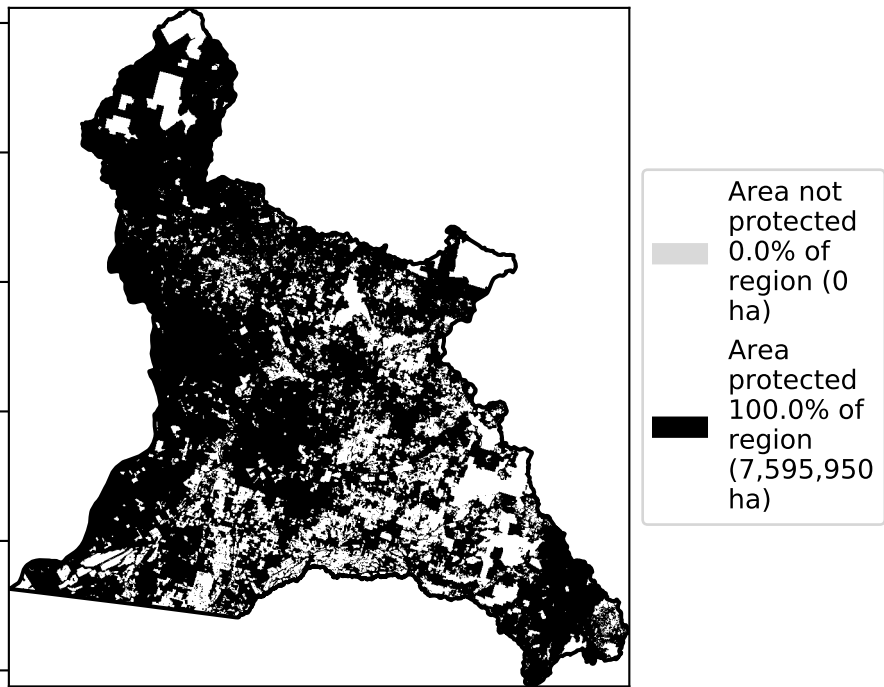 Area not
protected
0.0% of
region (0
ha)
Area
protected
100.0% of
region
(7,595,950
ha)